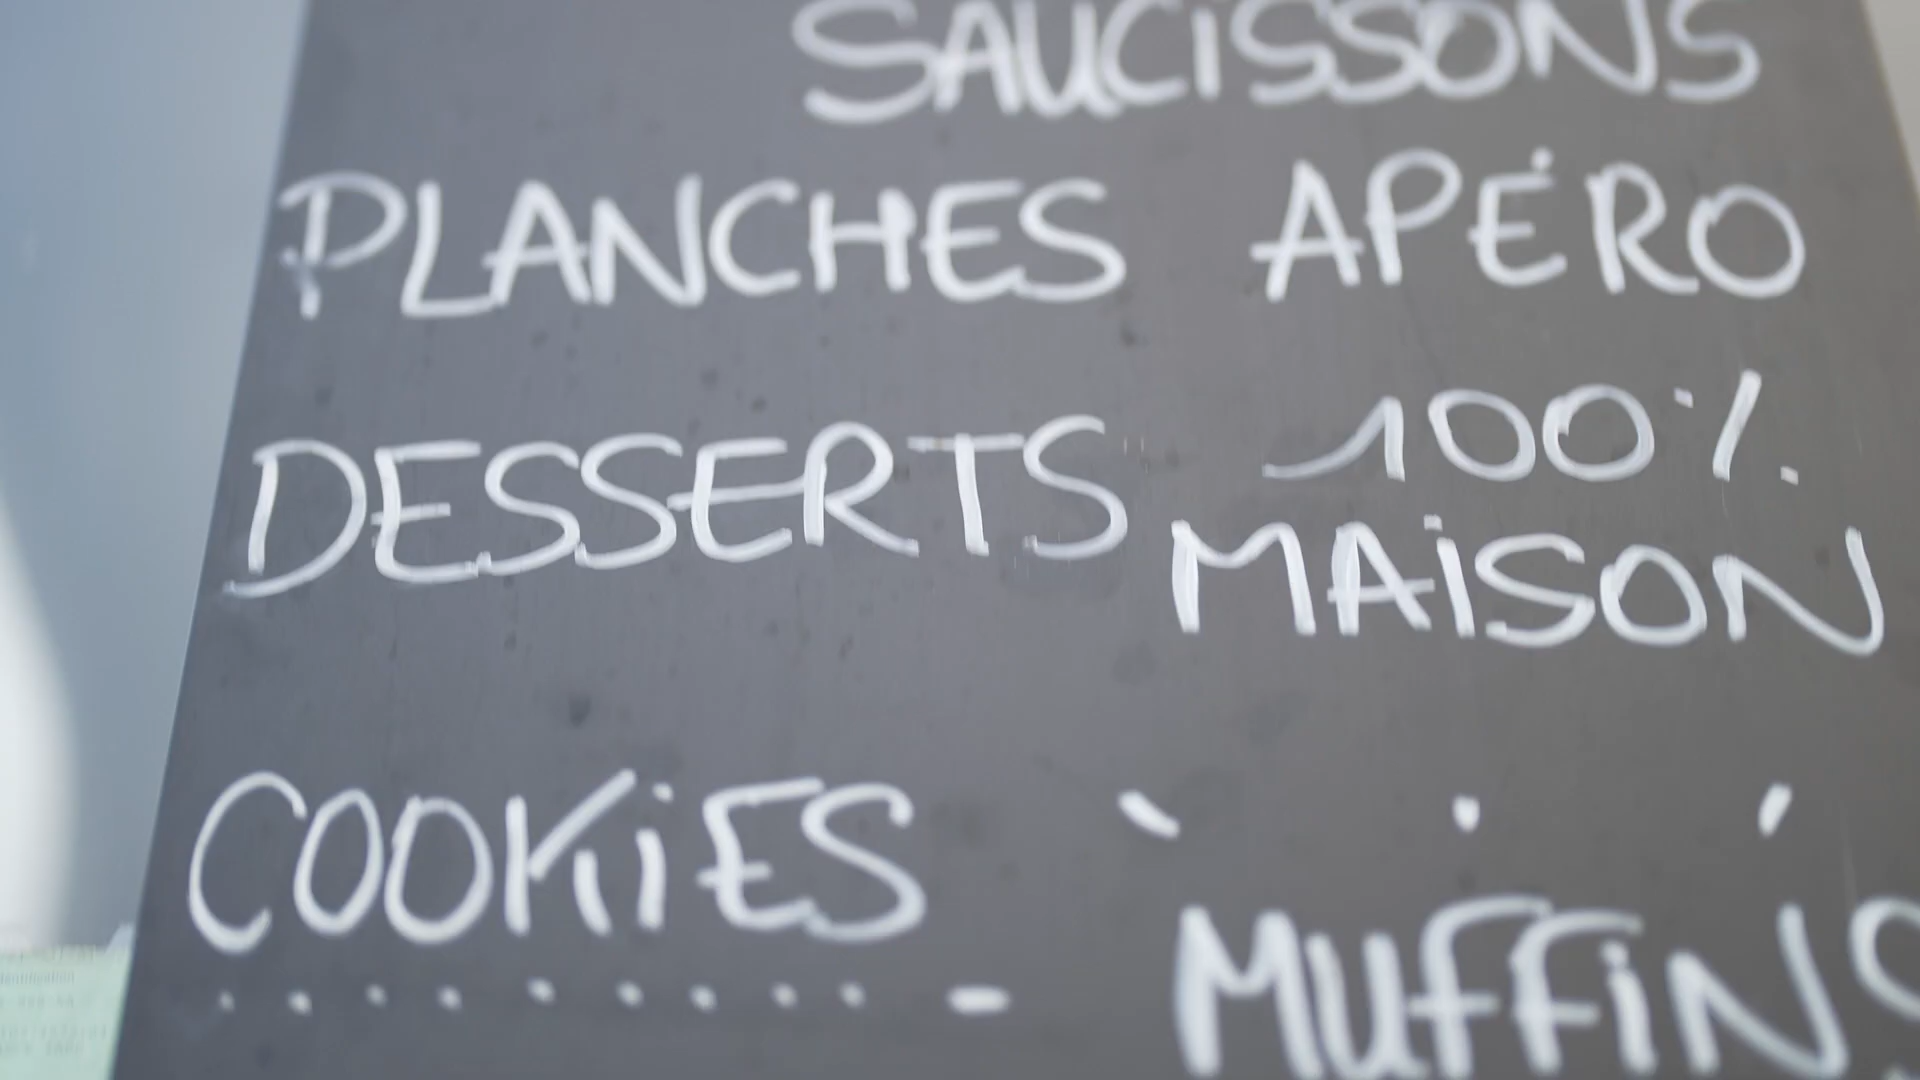 SAUCiSSONS
PLANCHES APÉRO
DESSERTS 100%
MAiSON
COOKiES
MUFFiNS